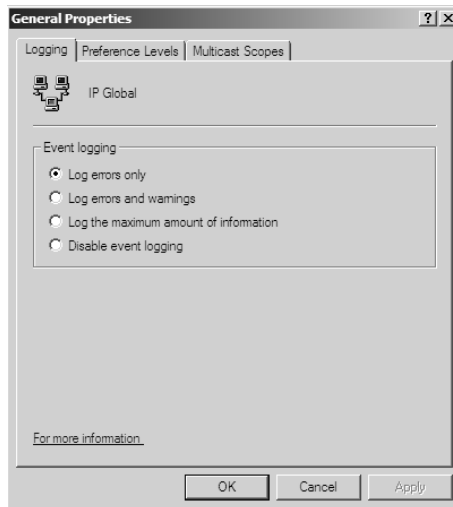 General Properties
Logging Preference Levels Multicast Scopes
IP Global
Event logging
Log errors only
Log errors and warnings
Log the maximum amount of information
Disable event logging
For more information
OK Cancel Apply